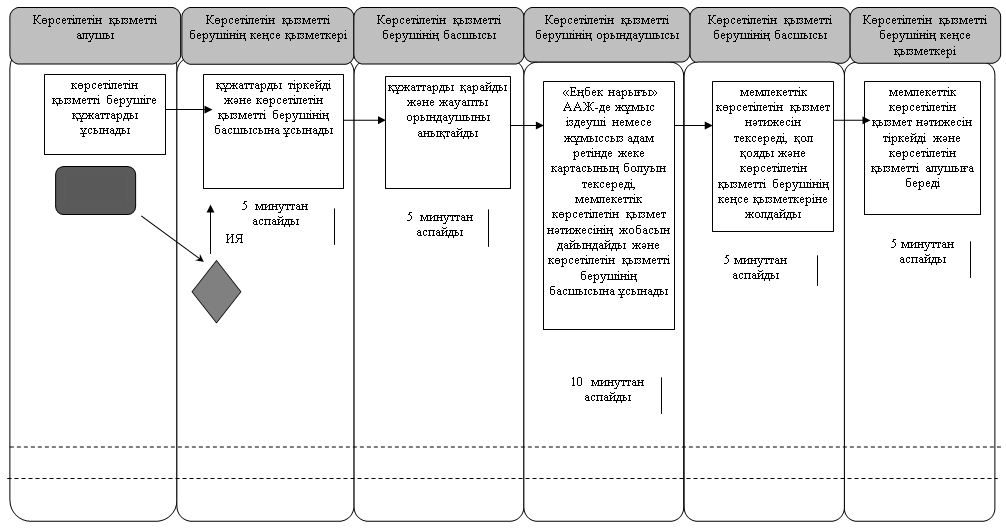 Көрсетілетін қызметті
алушы
Көрсетілетін қызметті
берушінің кеңсе қызметкері
Көрсетілетін қызметті
берушінің басшысы
Көрсетілетін қызметті
берушінің орындаушысы
Көрсетілетін қызметті
берушінің басшысы
Көрсетілетін қызметті
берушінің кеңсе
қызметкері
көрсетілетін
қызметті берушіге
құжаттарды
ұсынады
құжаттарды тіркейді
және көрсетілетін
қызметті берушінің
басшысына ұсынады
құжаттарды қарайды
және жауапты
орындаушыны
анықтайды
«Еңбек нарығы»
ААЖ-де жұмыс
іздеуші немесе
жұмыссыз адам
ретінде жеке
картасының болуын
тексереді,
мемлекеттік
көрсетілетін қызмет
нәтижесінің жобасын
дайындайды және
көрсетілетін қызметті
берушінің
басшысына ұсынады
мемлекеттік
көрсетілетін қызмет
нәтижесін
тексереді, қол
қояды және
көрсетілетін
қызметті берушінің
кеңсе қызметкеріне
жолдайды
мемлекеттік
көрсетілетін
қызмет нәтижесін
тіркейді және
көрсетілетін
қызметті алушыға
береді
5 минуттан
аспайды
ИЯ
5 минуттан
аспайды
10 минуттан
аспайды
5 минуттан
аспайды
5 минуттан
аспайды